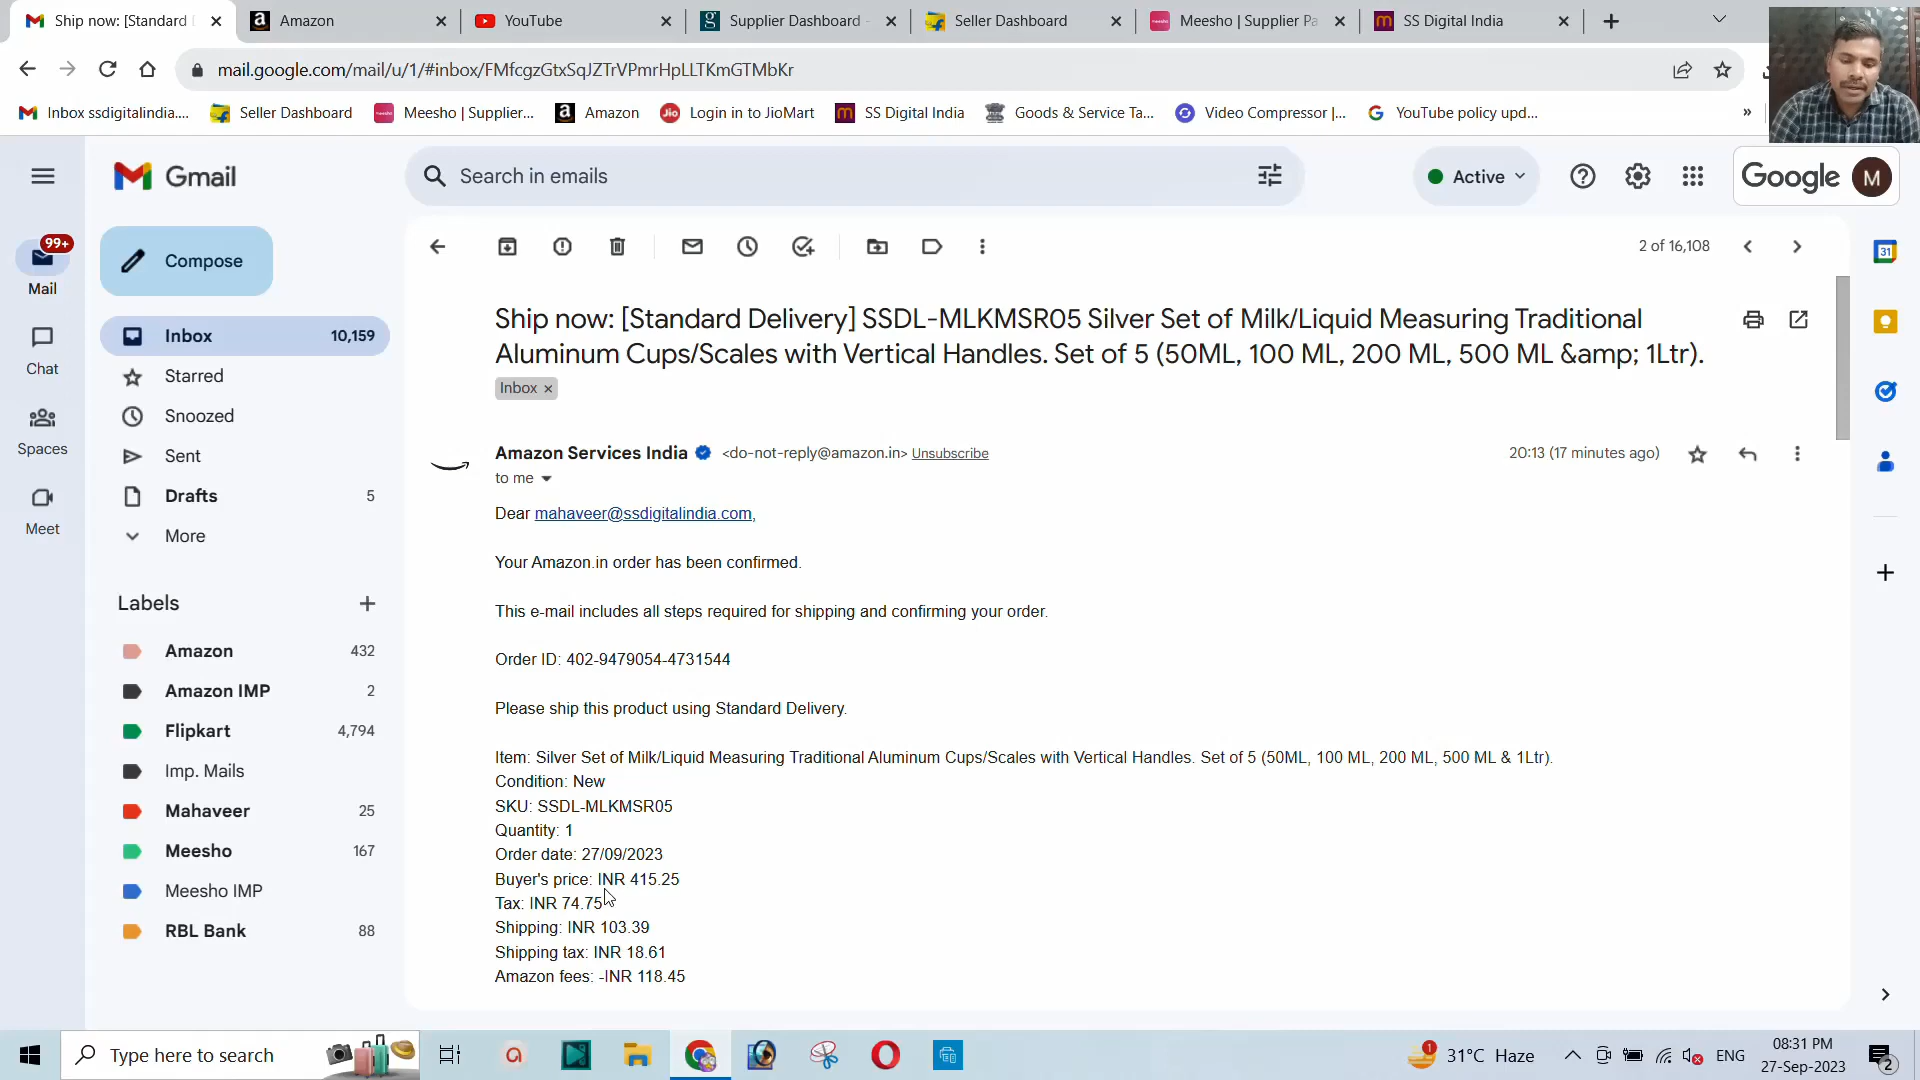 Ship now: [Standard D
Amazon
YouTube
Supplier Dashboard -
Seller Dashboard
Meesho | Supplier Pa
SS Digital India
mail.google.com/mail/u/1/#inbox/FMfcgzGtxSqJZTrVPmrHpLLTKmGTMbKr
Inbox ssdigitalindia....
Seller Dashboard
Meesho | Supplier...
Amazon
Jio
Login in to JioMart
SS Digital India
Goods & Service Ta...
Video Compressor |...
YouTube policy upd...
»
Gmail
Search in emails
Active
Google
M
99+
Mail
Compose
2 of 16,108
31
Inbox 10,159
Chat
Starred
Snoozed
Spaces
Sent
Drafts 5
Meet
More
Labels
Amazon 432
Amazon IMP 2
Flipkart 4,794
Imp. Mails
Mahaveer 25
Meesho 167
Meesho IMP
RBL Bank 88
Ship now: [Standard Delivery] SSDL-MLKMSR05 Silver Set of Milk/Liquid Measuring Traditional
Aluminum Cups/Scales with Vertical Handles. Set of 5 (50ML, 100 ML, 200 ML, 500 ML &amp; 1Ltr).
Inbox ×
Amazon Services India <do-not-reply@amazon.in> Unsubscribe
20:13 (17 minutes ago)
to me
Dear mahaveer@ssdigitalindia.com,
Your Amazon.in order has been confirmed.
This e-mail includes all steps required for shipping and confirming your order.
Order ID: 402-9479054-4731544
Please ship this product using Standard Delivery.
Item: Silver Set of Milk/Liquid Measuring Traditional Aluminum Cups/Scales with Vertical Handles. Set of 5 (50ML, 100 ML, 200 ML, 500 ML & 1Ltr).
Condition: New
SKU: SSDL-MLKMSR05
Quantity: 1
Order date: 27/09/2023
Buyer's price: INR 415.25
Tax: INR 74.75
Shipping: INR 103.39
Shipping tax: INR 18.61
Amazon fees: -INR 118.45
Type here to search
1
31°C Haze
ENG
08:31 PM
27-Sep-2023
2